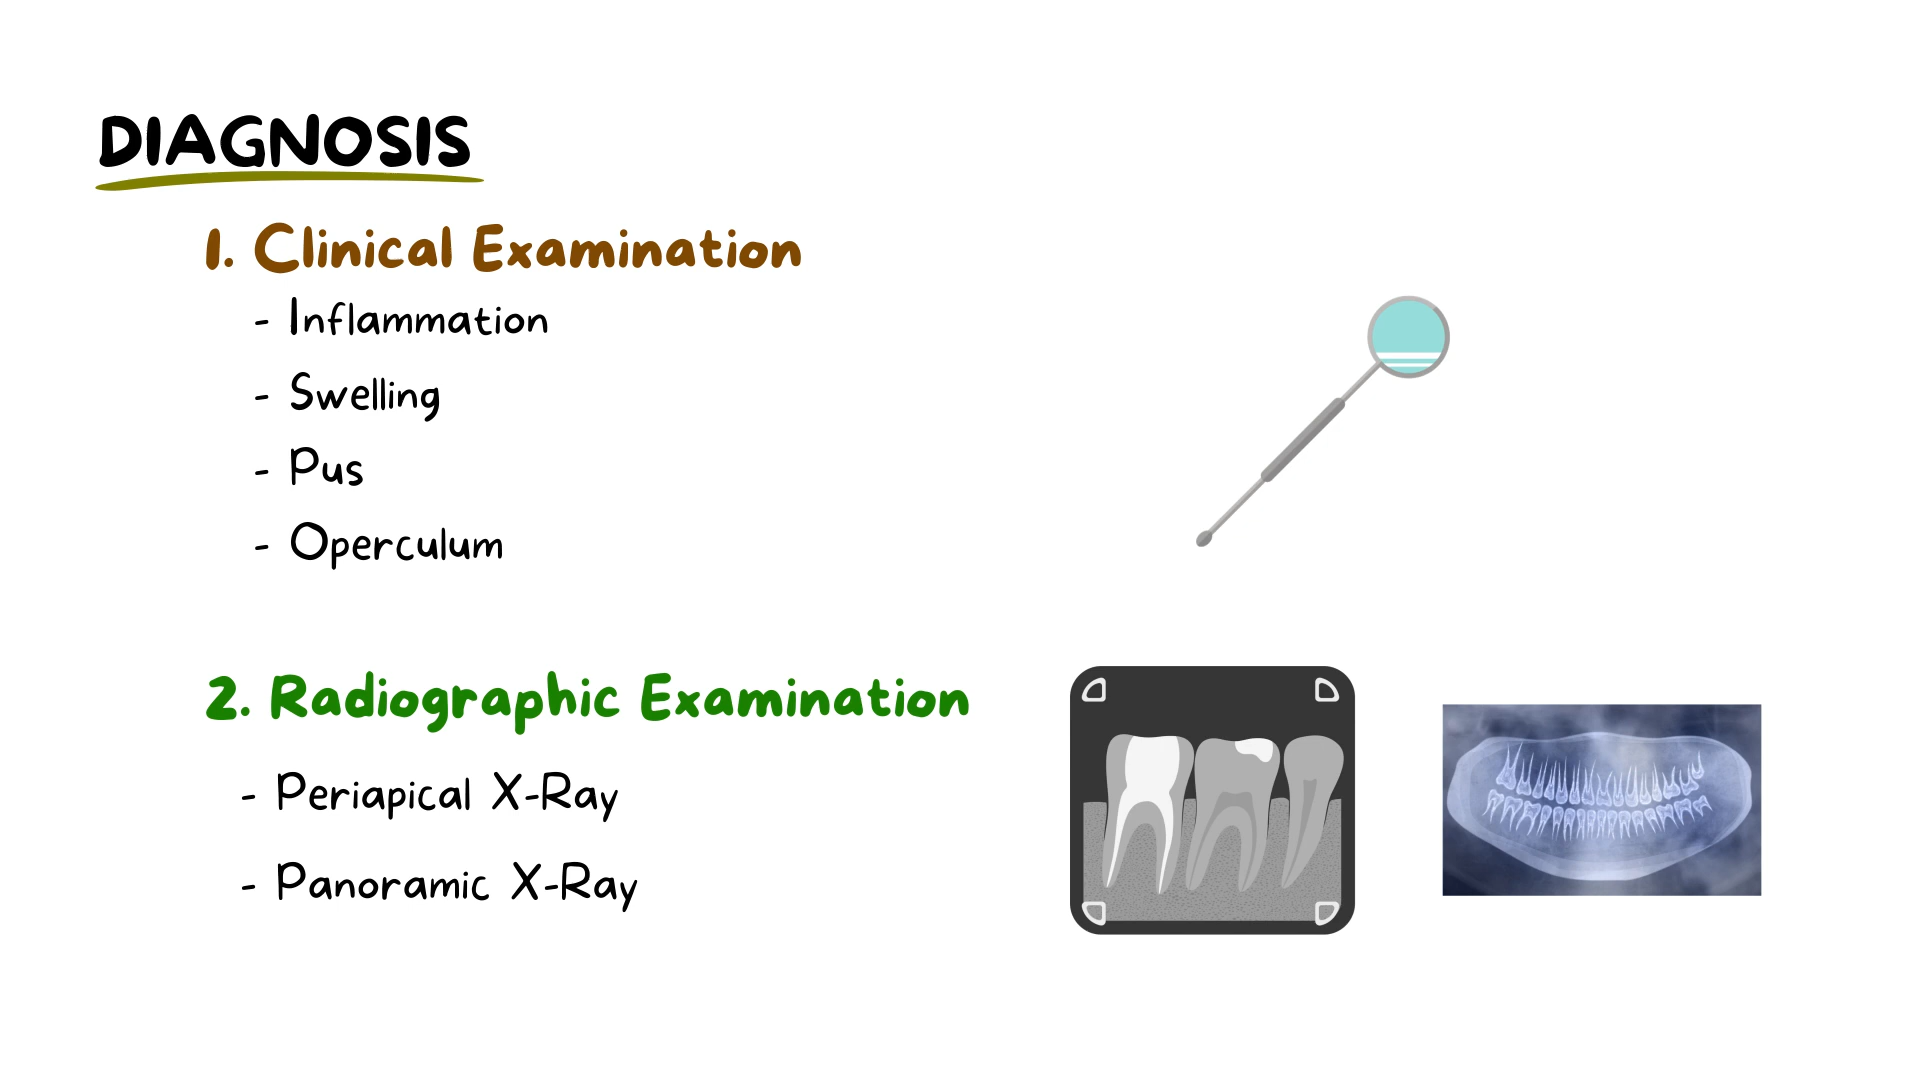 DIAGNOSIS
1. Clinical Examination
- Inflammation
- Swelling
- Pus
- Operculum
2. Radiographic Examination
- Periapical X-Ray
- Panoramic X-Ray